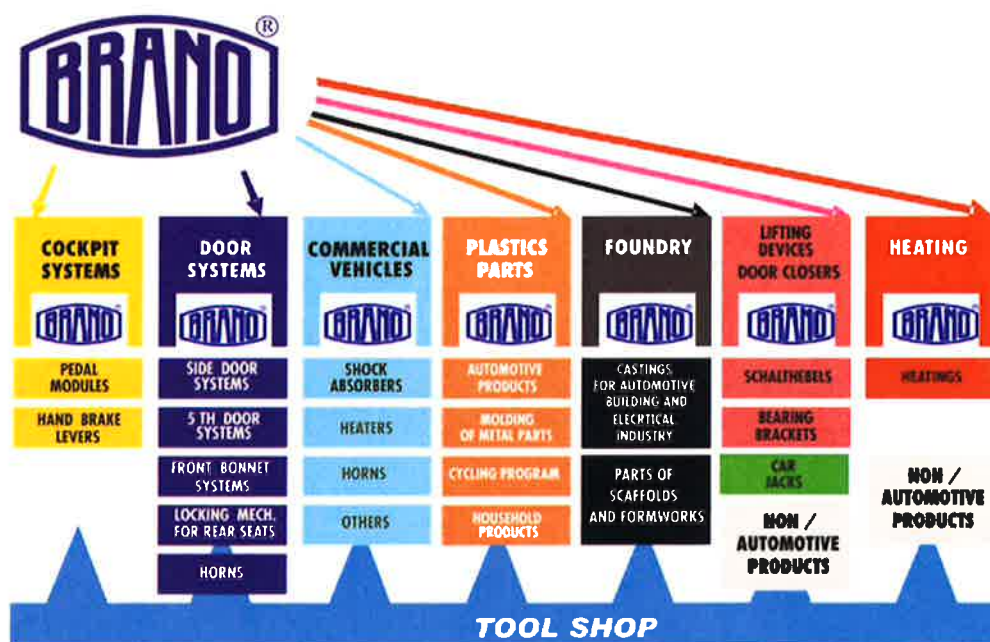 BRANO®
COCKPIT
SYSTEMS
BRANO®
PEDAL
MODULES
HAND BRAKE
LEVERS
DOOR
SYSTEMS
BRANO®
SIDE DOOR
SYSTEMS
5 TH DOOR
SYSTEMS
FRONT BONNET
SYSTEMS
LOCKING MECH.
FOR REAR SEATS
HORNS
COMMERCIAL
VEHICLES
BRANO®
SHOCK
ABSORBERS
HEATERS
HORNS
OTHERS
PLASTICS
PARTS
BRANO®
AUTOMOTIVE
PRODUCTS
MOLDING
OF METAL PARTS
CYCLING PROGRAM
HOUSEHOLD
PRODUCTS
FOUNDRY
BRANO®
CASTINGS
FOR AUTOMOTIVE
BUILDING AND
ELECRTICAL
INDUSTRY
PARTS OF
SCAFFOLDS
AND FORMWORKS
LIFTING
DEVICES
DOOR CLOSERS
BRANO®
SCHALTHEBELS
BEARING
BRACKETS
CAR
JACKS
NON /
AUTOMOTIVE
PRODUCTS
HEATING
BRANO®
HEATINGS
NON /
AUTOMOTIVE
PRODUCTS
TOOL SHOP